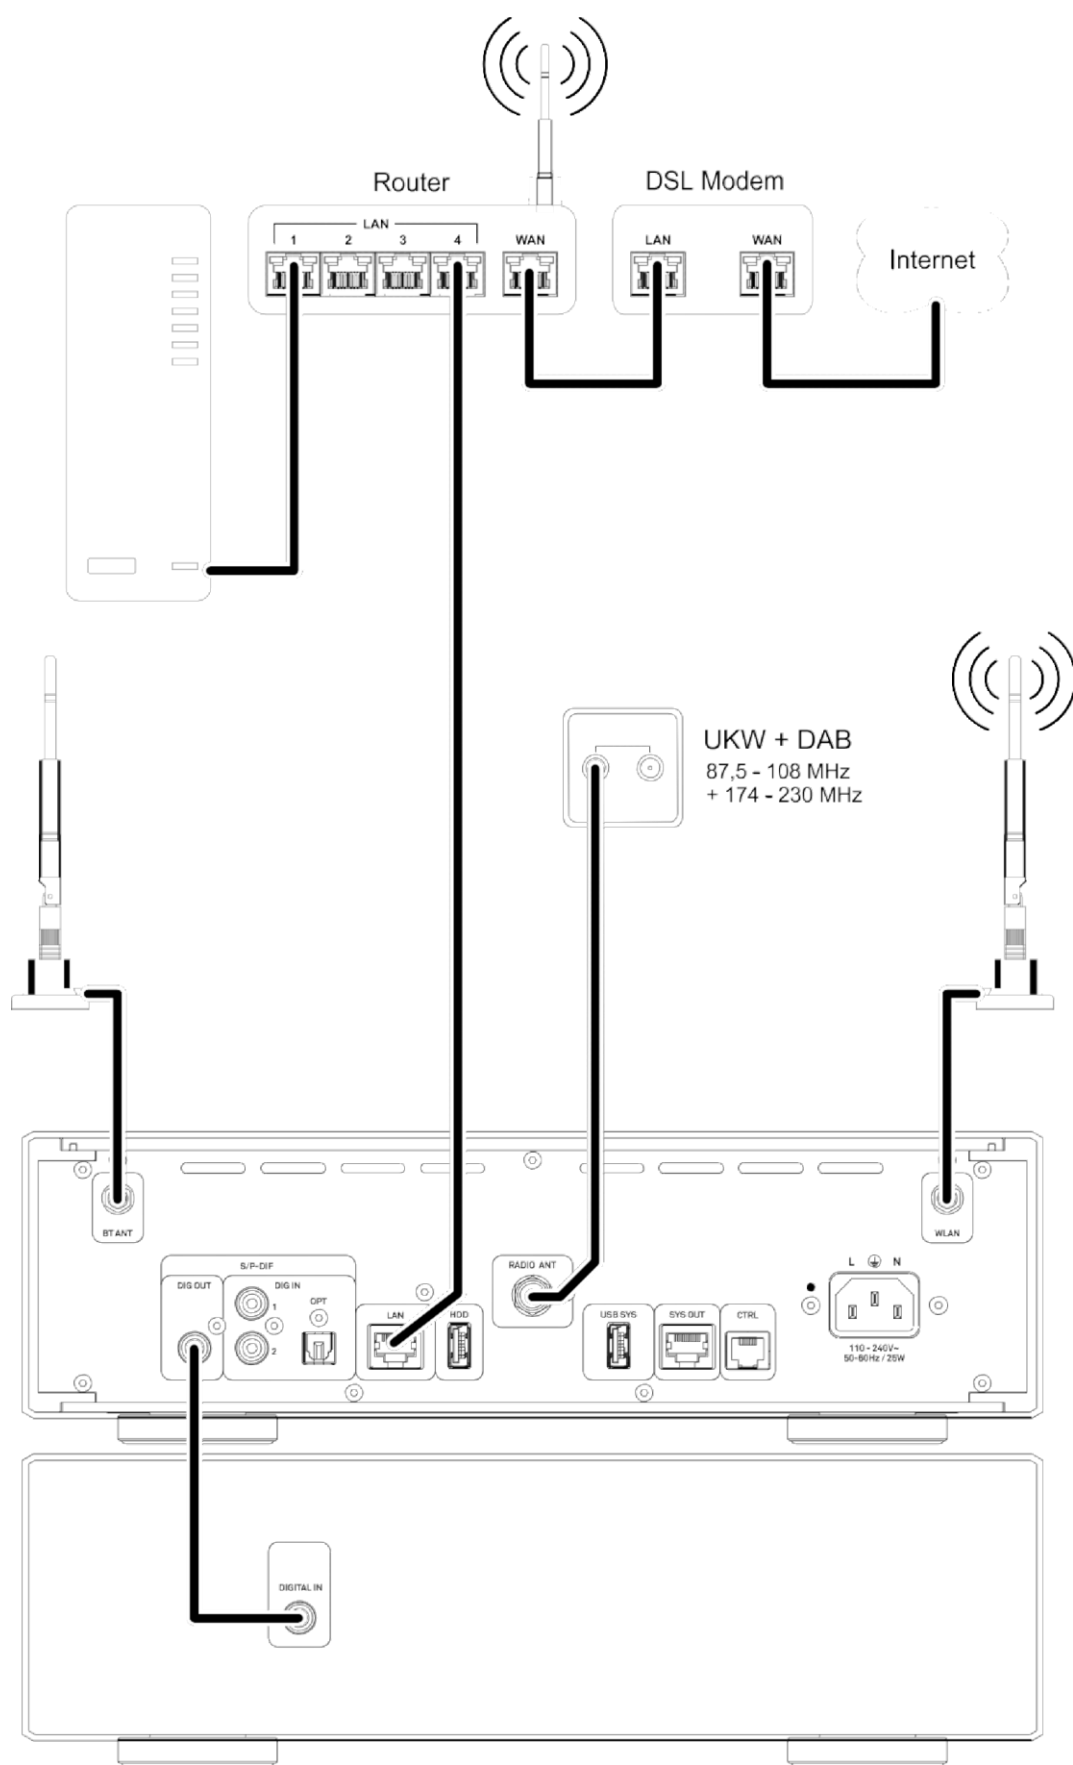 Router
DSL Modem
LAN
1 2 3 4 WAN
LAN WAN
Internet
UKW + DAB
87,5 - 108 MHz
+ 174 - 230 MHz
BT ANT
WLAN
S/P-DIF
DIG OUT
DIG IN
1
OPT
2
LAN
HDD
RADIO ANT
USB SYS
SYS OUT
CTRL
L N
110 - 240V~
50-60Hz / 25W
DIGITAL IN